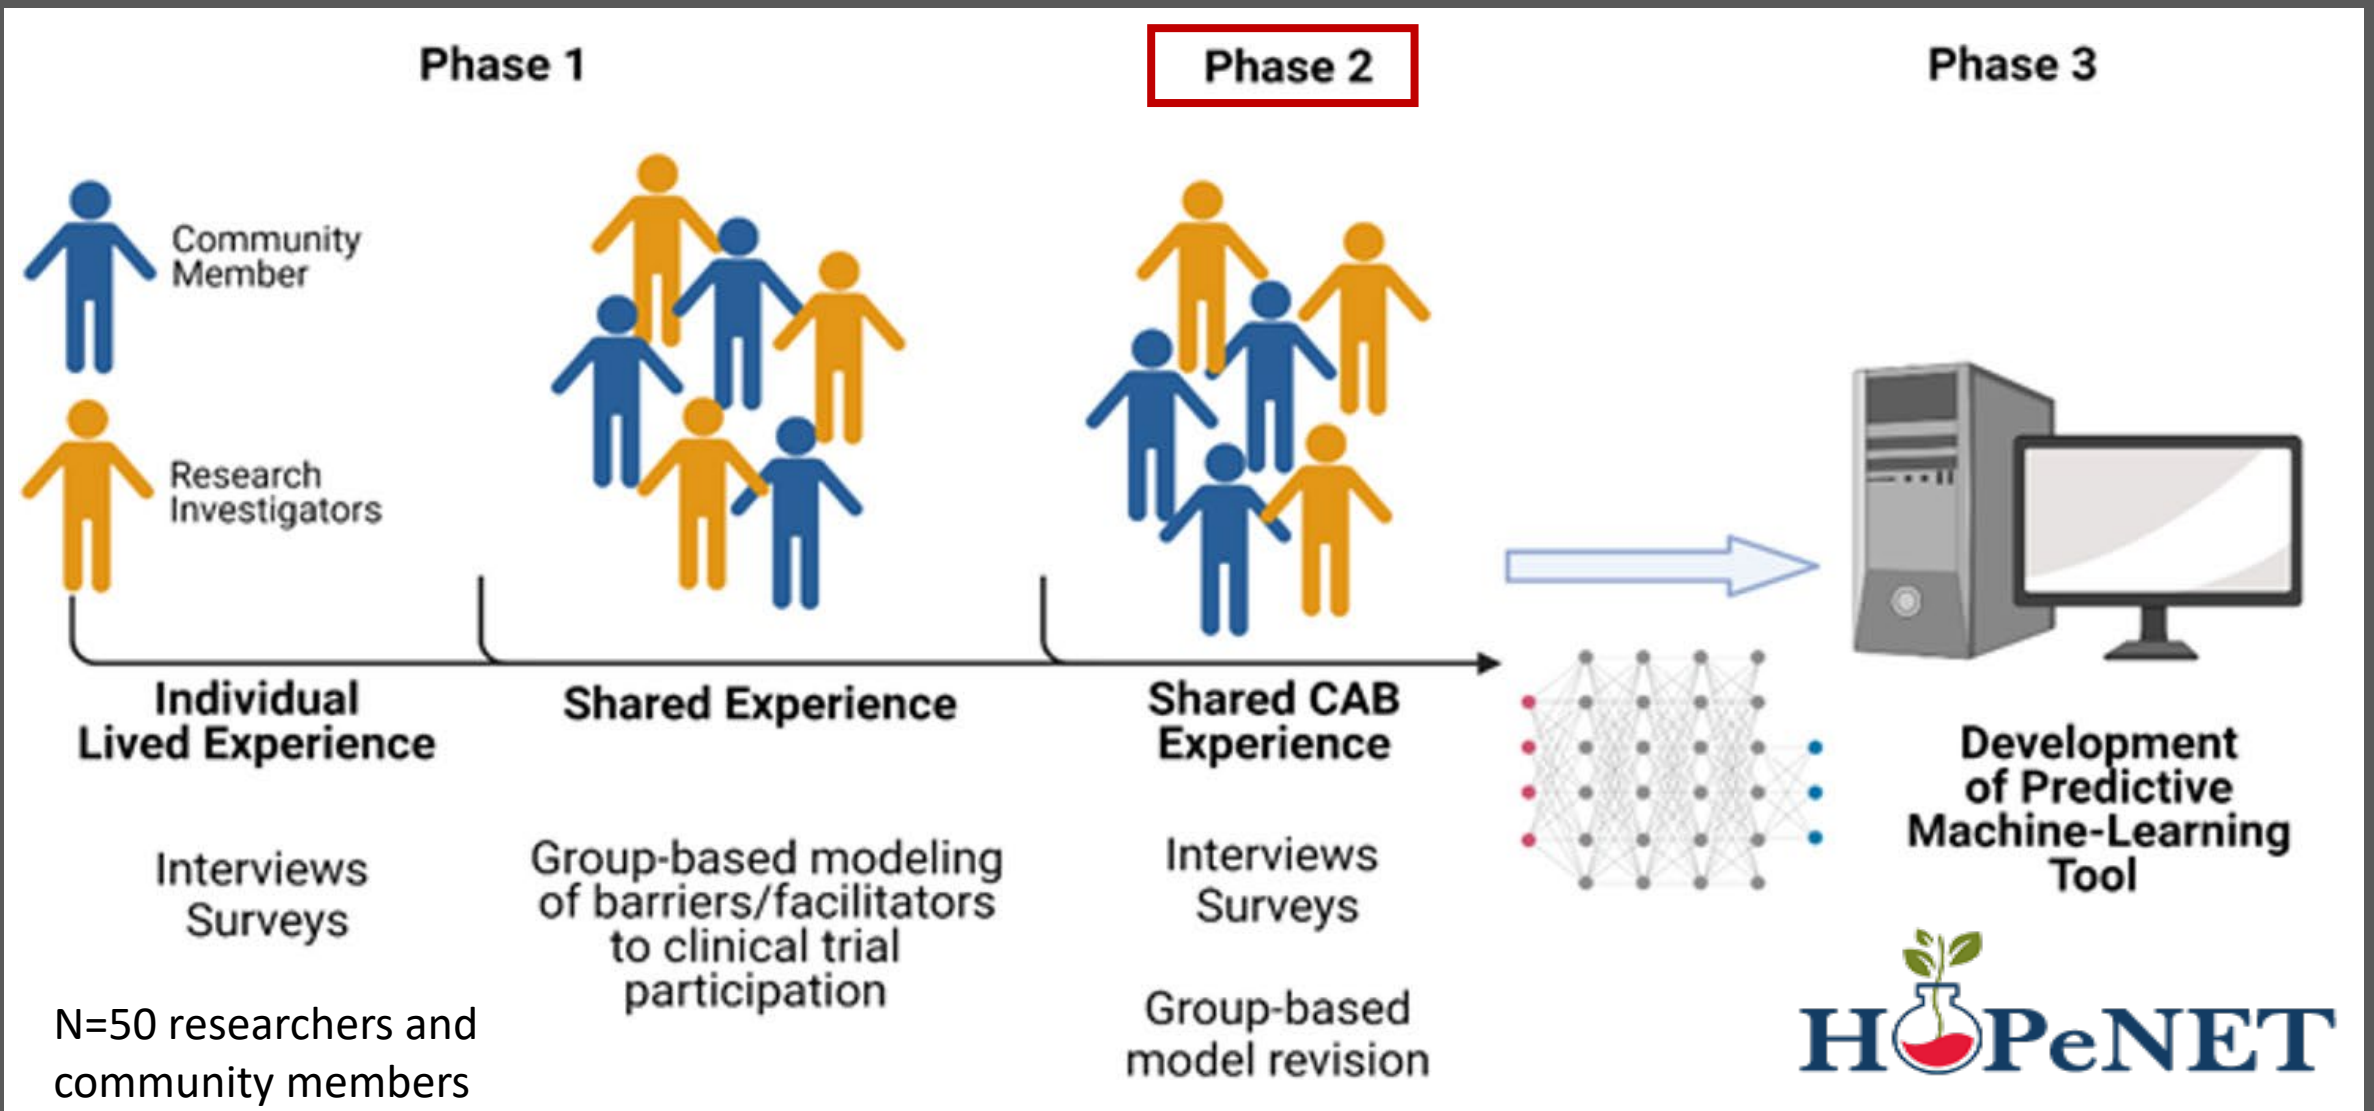 Phase 1
Phase 2
Phase 3
Community
Member
Research
Investigators
Individual
Lived Experience
Shared Experience
Shared CAB
Experience
Development
of Predictive
Machine-Learning
Tool
Interviews
Surveys
Group-based modeling
of barriers/facilitators
to clinical trial
participation
Interviews
Surveys
Group-based
model revision
N=50 researchers and
community members
HOPeNET